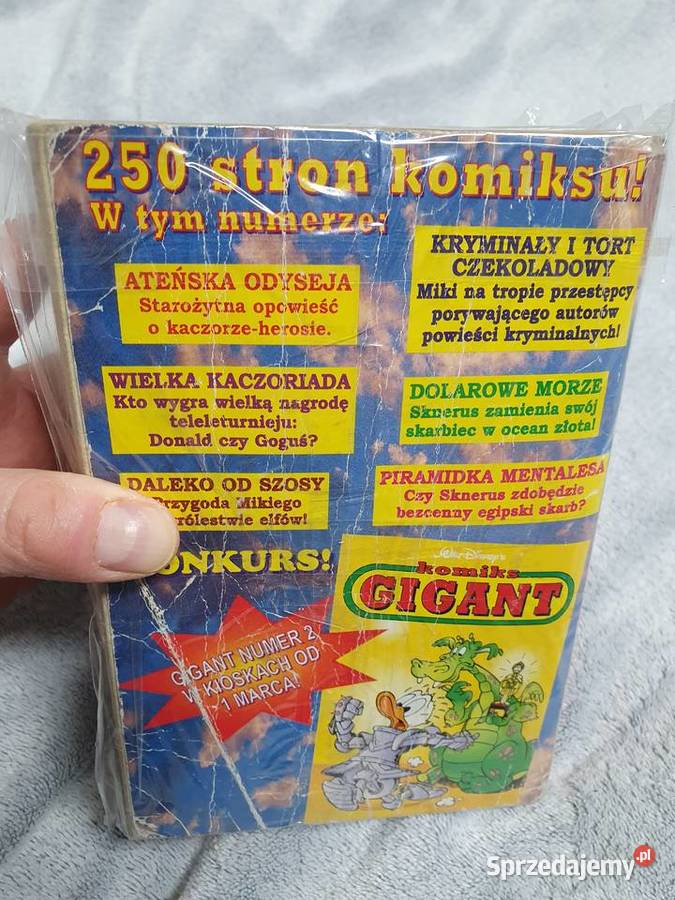 250 stron komiksu!
W tym numerze:
ATEŃSKA ODYSEJA
Starożytna opowieść
o kaczorze-herosie.
WIELKA KACZORIADA
Kto wygra wielką nagrodę
teleleturnieju:
Donald czy Goguś?
DALEKO OD SZOSY
Przygoda Mikiego
królestwie elfów!
KRYMINAŁY I TORT
CZEKOLADOWY
Miki na tropie przestępcy
porywającego autorów
powieści kryminalnych!
DOLAROWE MORZE
Sknerus zamienia swój
skarbiec w ocean złota!
PIRAMIDKA MENTALESA
Czy Sknerus zdobędzie
bezcenny egipski skarb?
KONKURS!
GIGANT NUMER 2
W KIOSKACH OD
1 MARCA!
Walt Disney's
komiks
GIGANT
Sprzedajemy.pl